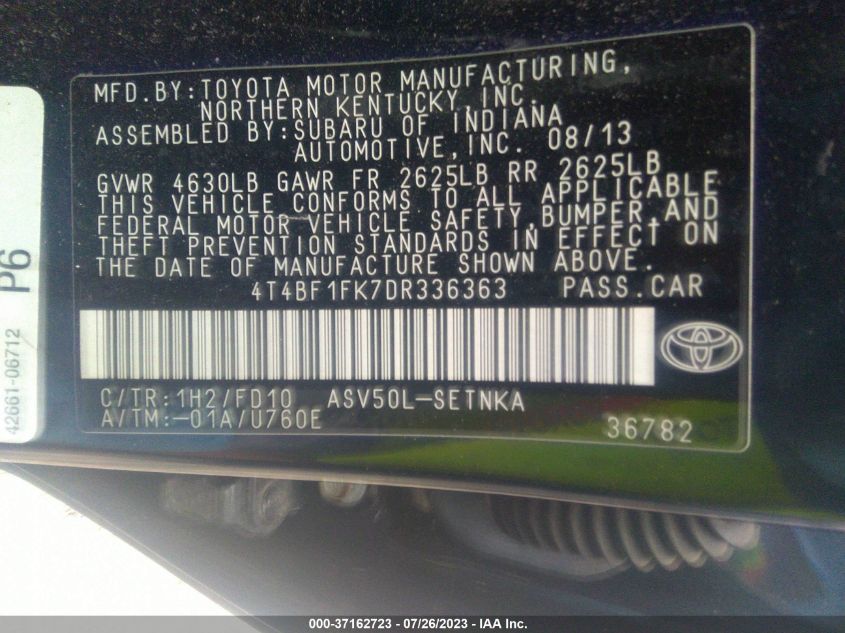 MFD.BY:TOYOTA MOTOR MANUFACTURING,
NORTHERN KENTUCKY,INC.
ASSEMBLED BY:SUBARU OF INDIANA
AUTOMOTIVE,INC. 08/13
GVWR 4630LB GAWR FR 2625LB RR 2625LB
THIS VEHICLE CONFORMS TO ALL APPLICABLE
FEDERAL MOTOR VEHICLE SAFETY,BUMPER,AND
THEFT PREVENTION STANDARDS IN EFFECT ON
THE DATE OF MANUFACTURE SHOWN ABOVE.
4T4BF1FK7DR336363 PASS.CAR
C/TR:1H2/FD10 ASV50L-SETNKA
A/TM:-01A/U760E
36782
P6
42661-06712
000-37162723 - 07/26/2023 - IAA Inc.